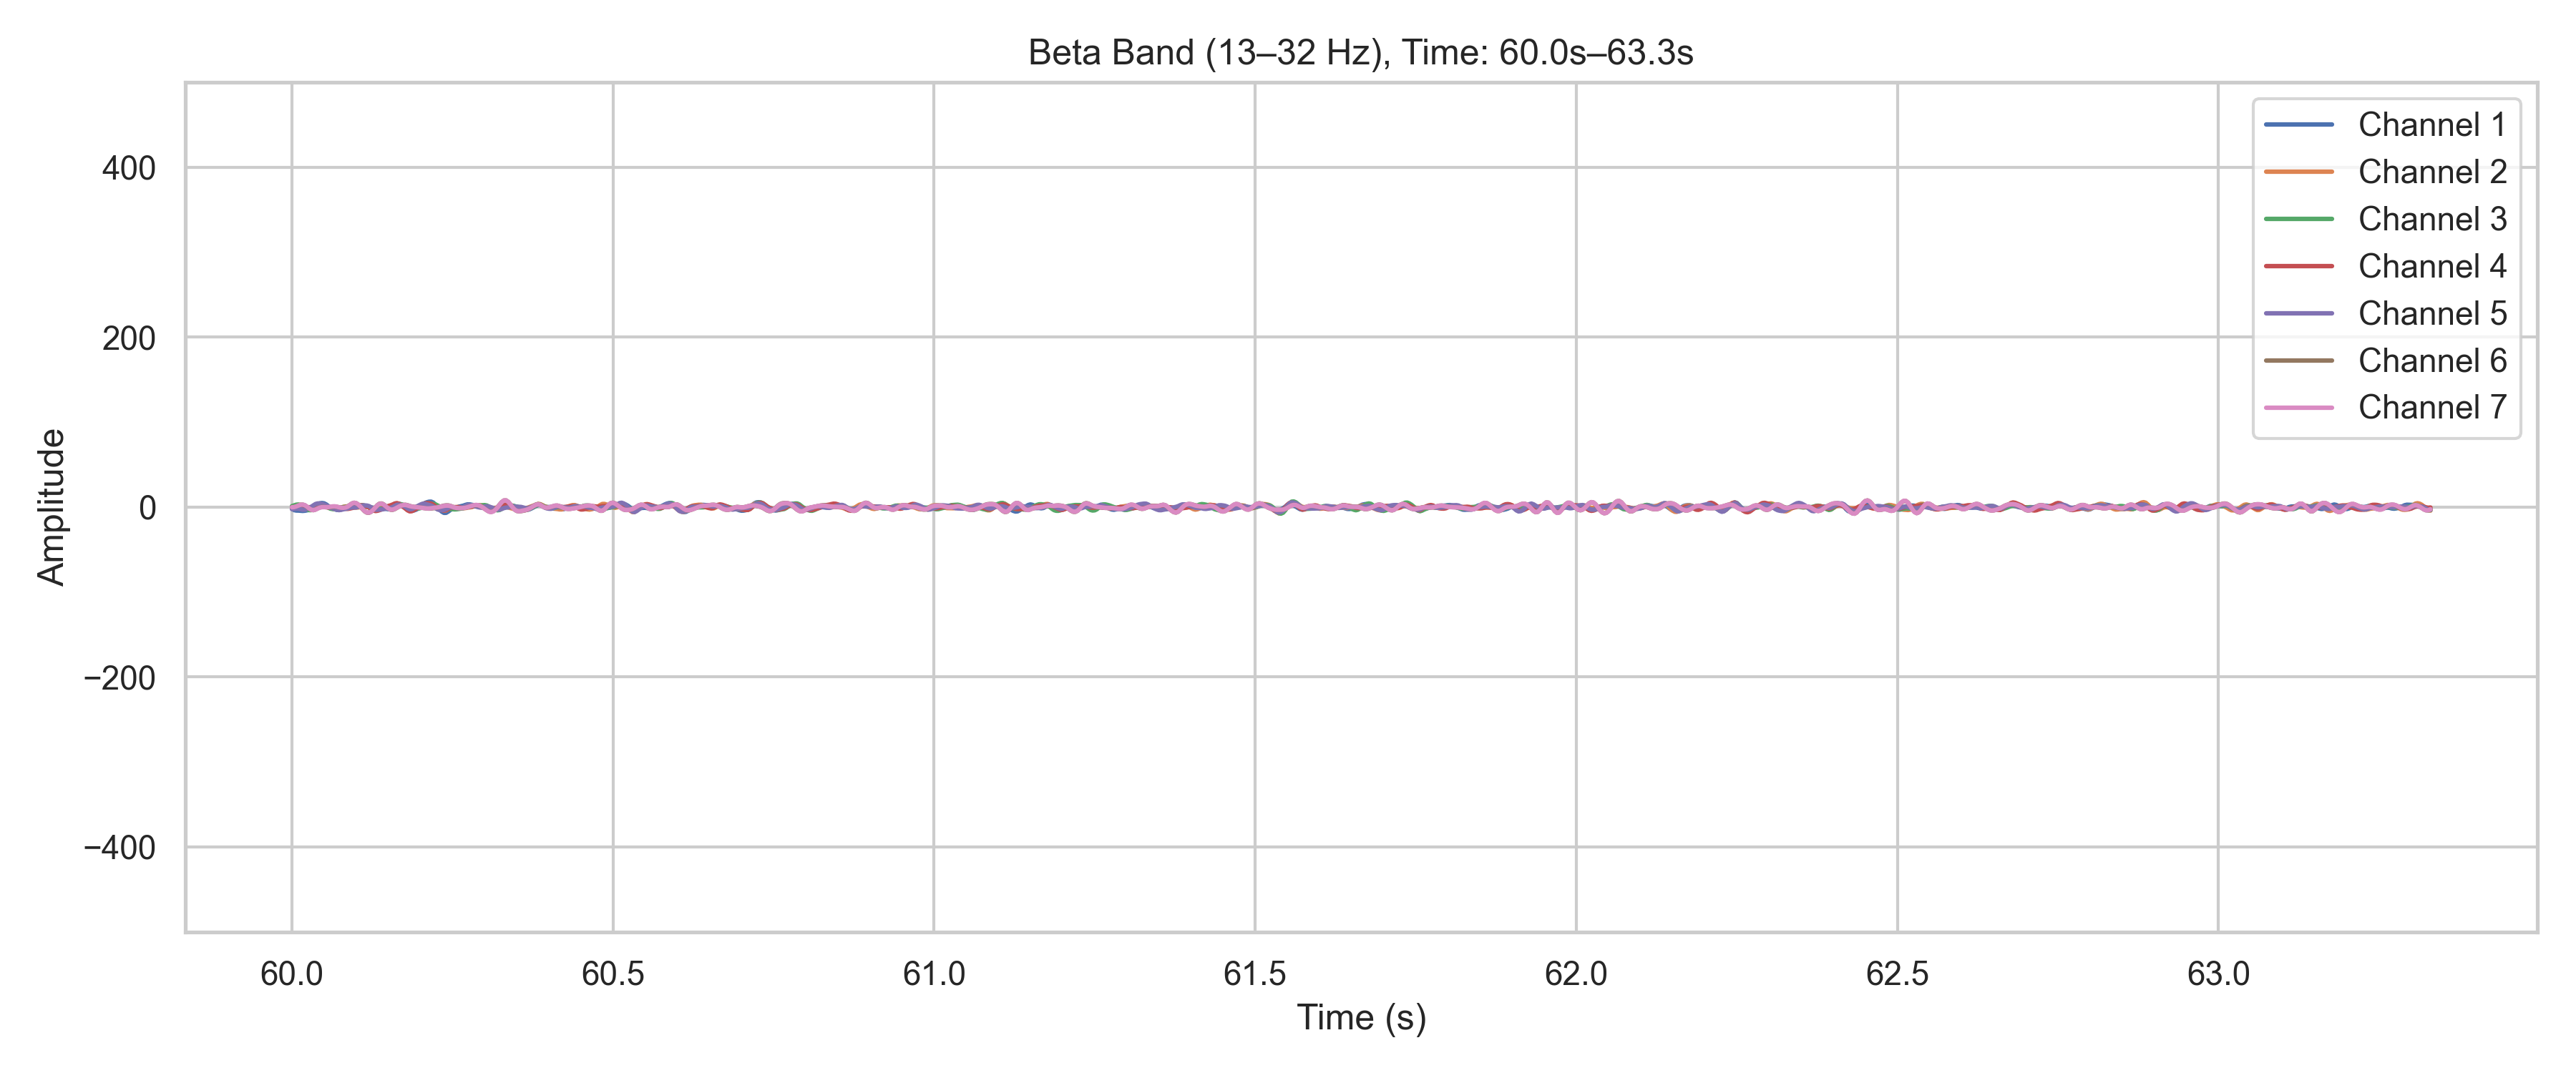 Beta Band (13–32 Hz), Time: 60.0s–63.3s
Channel 1
Channel 2
Channel 3
Channel 4
Channel 5
Channel 6
Channel 7
Amplitude
400
200
0
−200
−400
60.0
60.5
61.0
61.5
62.0
62.5
63.0
Time (s)